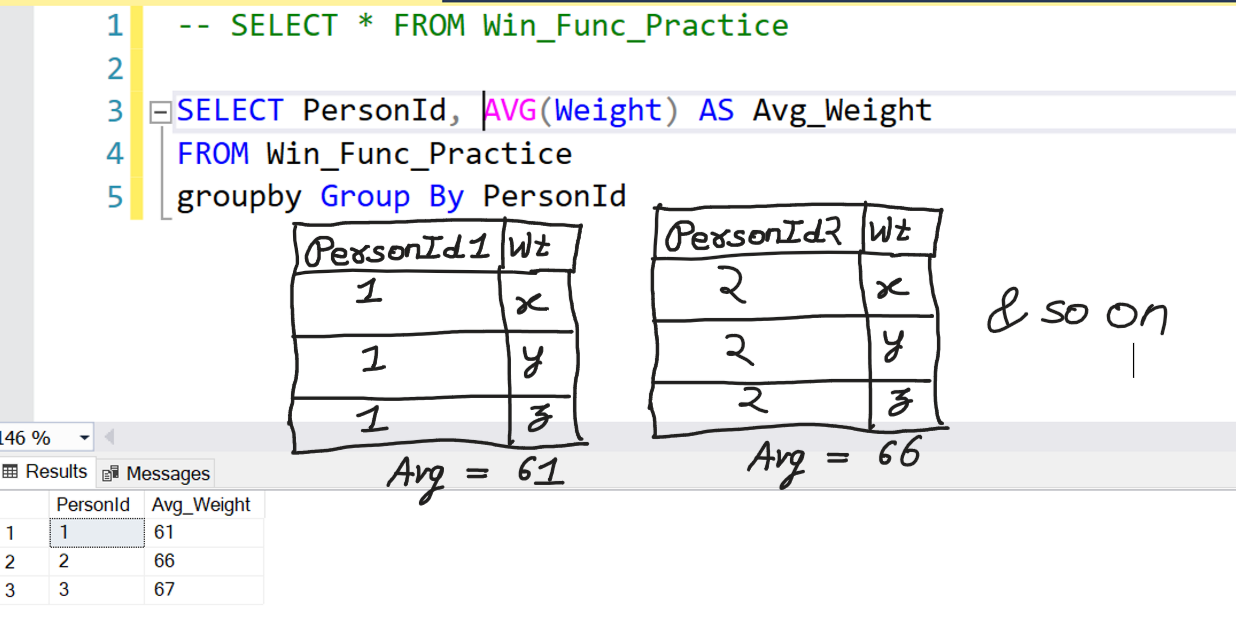 1 -- SELECT * FROM Win_Func_Practice
2
3 SELECT PersonId, AVG(Weight) AS Avg_Weight
4 FROM Win_Func_Practice
5 groupby Group By PersonId
PersonId1 Wt
1 x
1 y
1 z
Avg = 61
PersonId2 Wt
2 x
2 y
2 z
Avg = 66
& so on
146 %
Results Messages
PersonId Avg_Weight
1 1 61
2 2 66
3 3 67